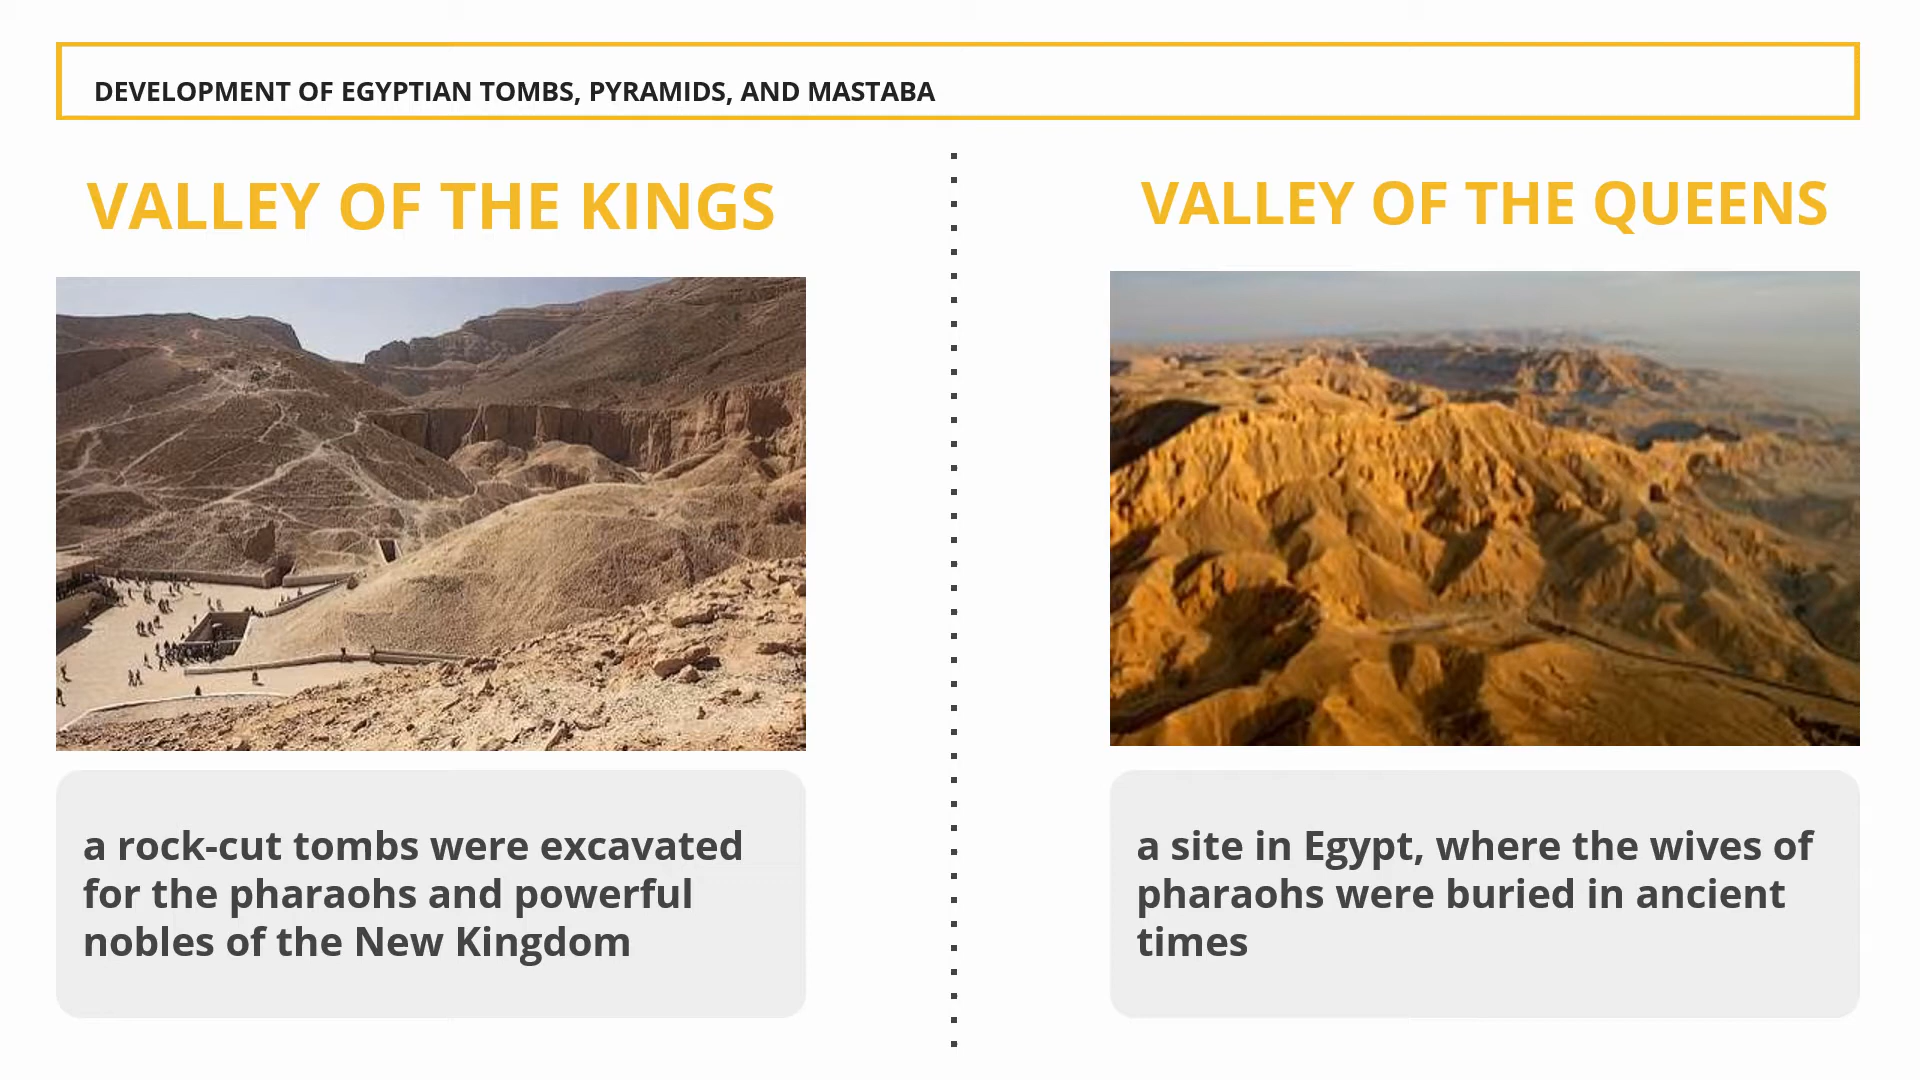 DEVELOPMENT OF EGYPTIAN TOMBS, PYRAMIDS, AND MASTABA
VALLEY OF THE KINGS
a rock-cut tombs were excavated
for the pharaohs and powerful
nobles of the New Kingdom
VALLEY OF THE QUEENS
a site in Egypt, where the wives of
pharaohs were buried in ancient
times